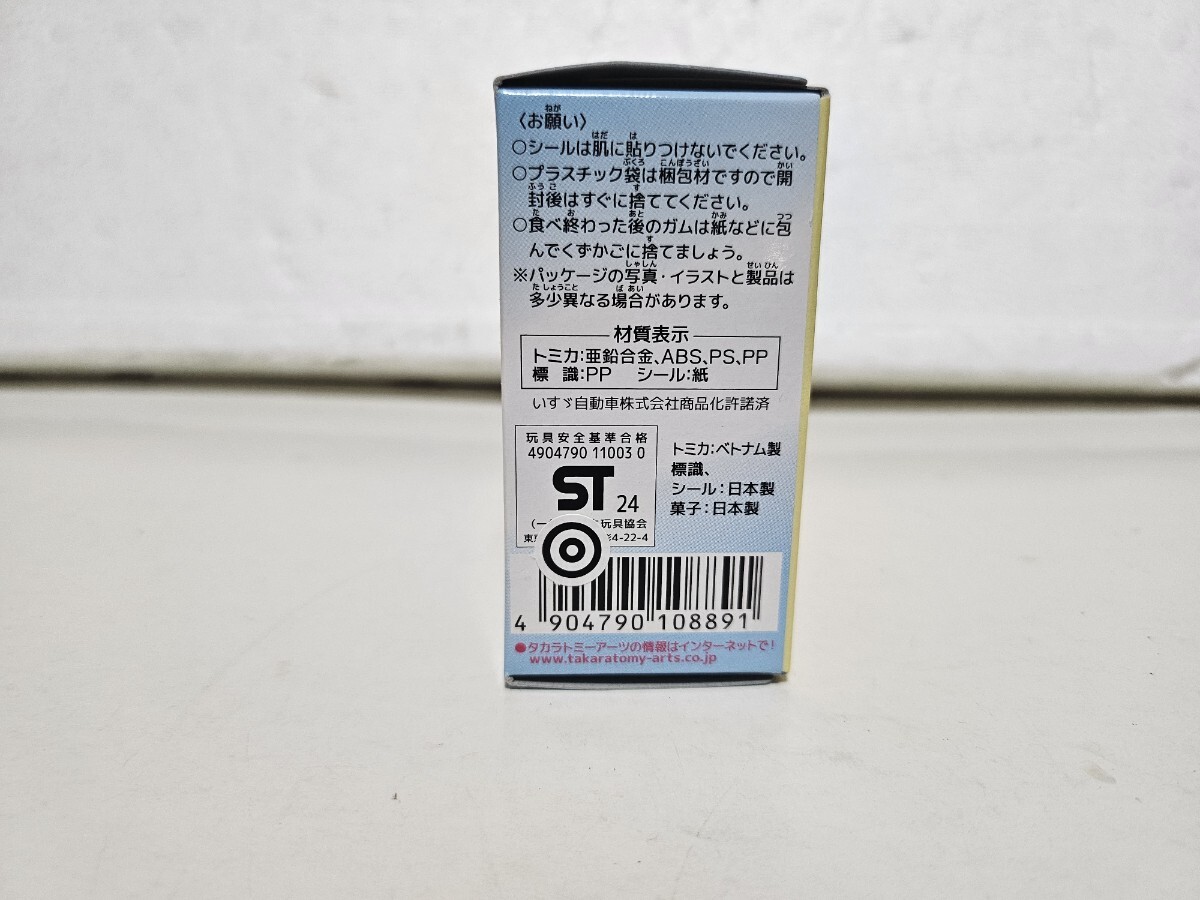 〈お願い〉
○シールは肌に貼りつけないでください。
○プラスチック袋は梱包材ですので開
封後はすぐに捨ててください。
○食べ終わった後のガムは紙などに包
んでくずかごに捨てましょう。
※パッケージの写真・イラストと製品は
多少異なる場合があります。
材質表示
トミカ:亜鉛合金、ABS、PS、PP
標 識:PP シール:紙
いすゞ自動車株式会社商品化許諾済
玩具安全基準合格
4904790 11003 0
ST 24
(一 玩具協会
東 4-22-4
トミカ:ベトナム製
標識、
シール:日本製
菓子:日本製
4 904790 108891
●タカラトミーアーツの情報はインターネットで!
www.takaratomy-arts.co.jp